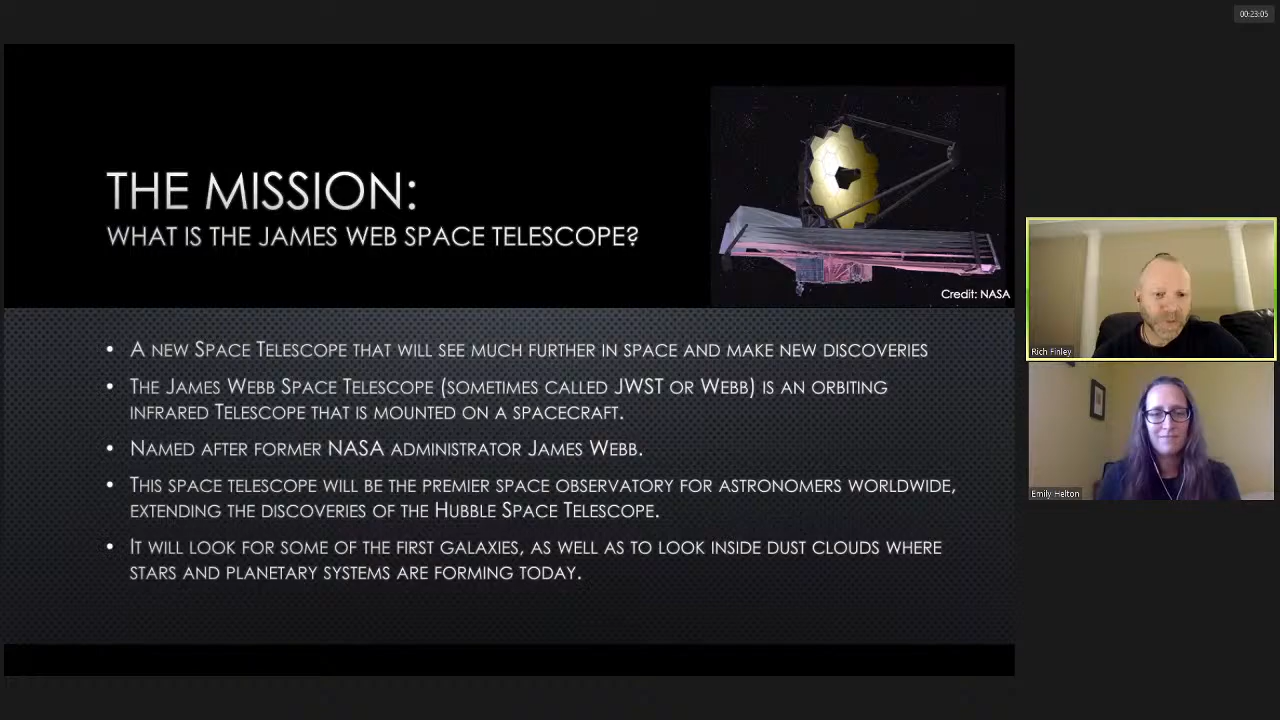 00:23:05
THE MISSION:
WHAT IS THE JAMES WEB SPACE TELESCOPE?
Credit: NASA
• A NEW SPACE TELESCOPE THAT WILL SEE MUCH FURTHER IN SPACE AND MAKE NEW DISCOVERIES
• THE JAMES WEBB SPACE TELESCOPE (SOMETIMES CALLED JWST OR WEBB) IS AN ORBITING
INFRARED TELESCOPE THAT IS MOUNTED ON A SPACECRAFT.
• NAMED AFTER FORMER NASA ADMINISTRATOR JAMES WEBB.
• THIS SPACE TELESCOPE WILL BE THE PREMIER SPACE OBSERVATORY FOR ASTRONOMERS WORLDWIDE,
EXTENDING THE DISCOVERIES OF THE HUBBLE SPACE TELESCOPE.
• IT WILL LOOK FOR SOME OF THE FIRST GALAXIES, AS WELL AS TO LOOK INSIDE DUST CLOUDS WHERE
STARS AND PLANETARY SYSTEMS ARE FORMING TODAY.
Rich Finley
Emily Helton